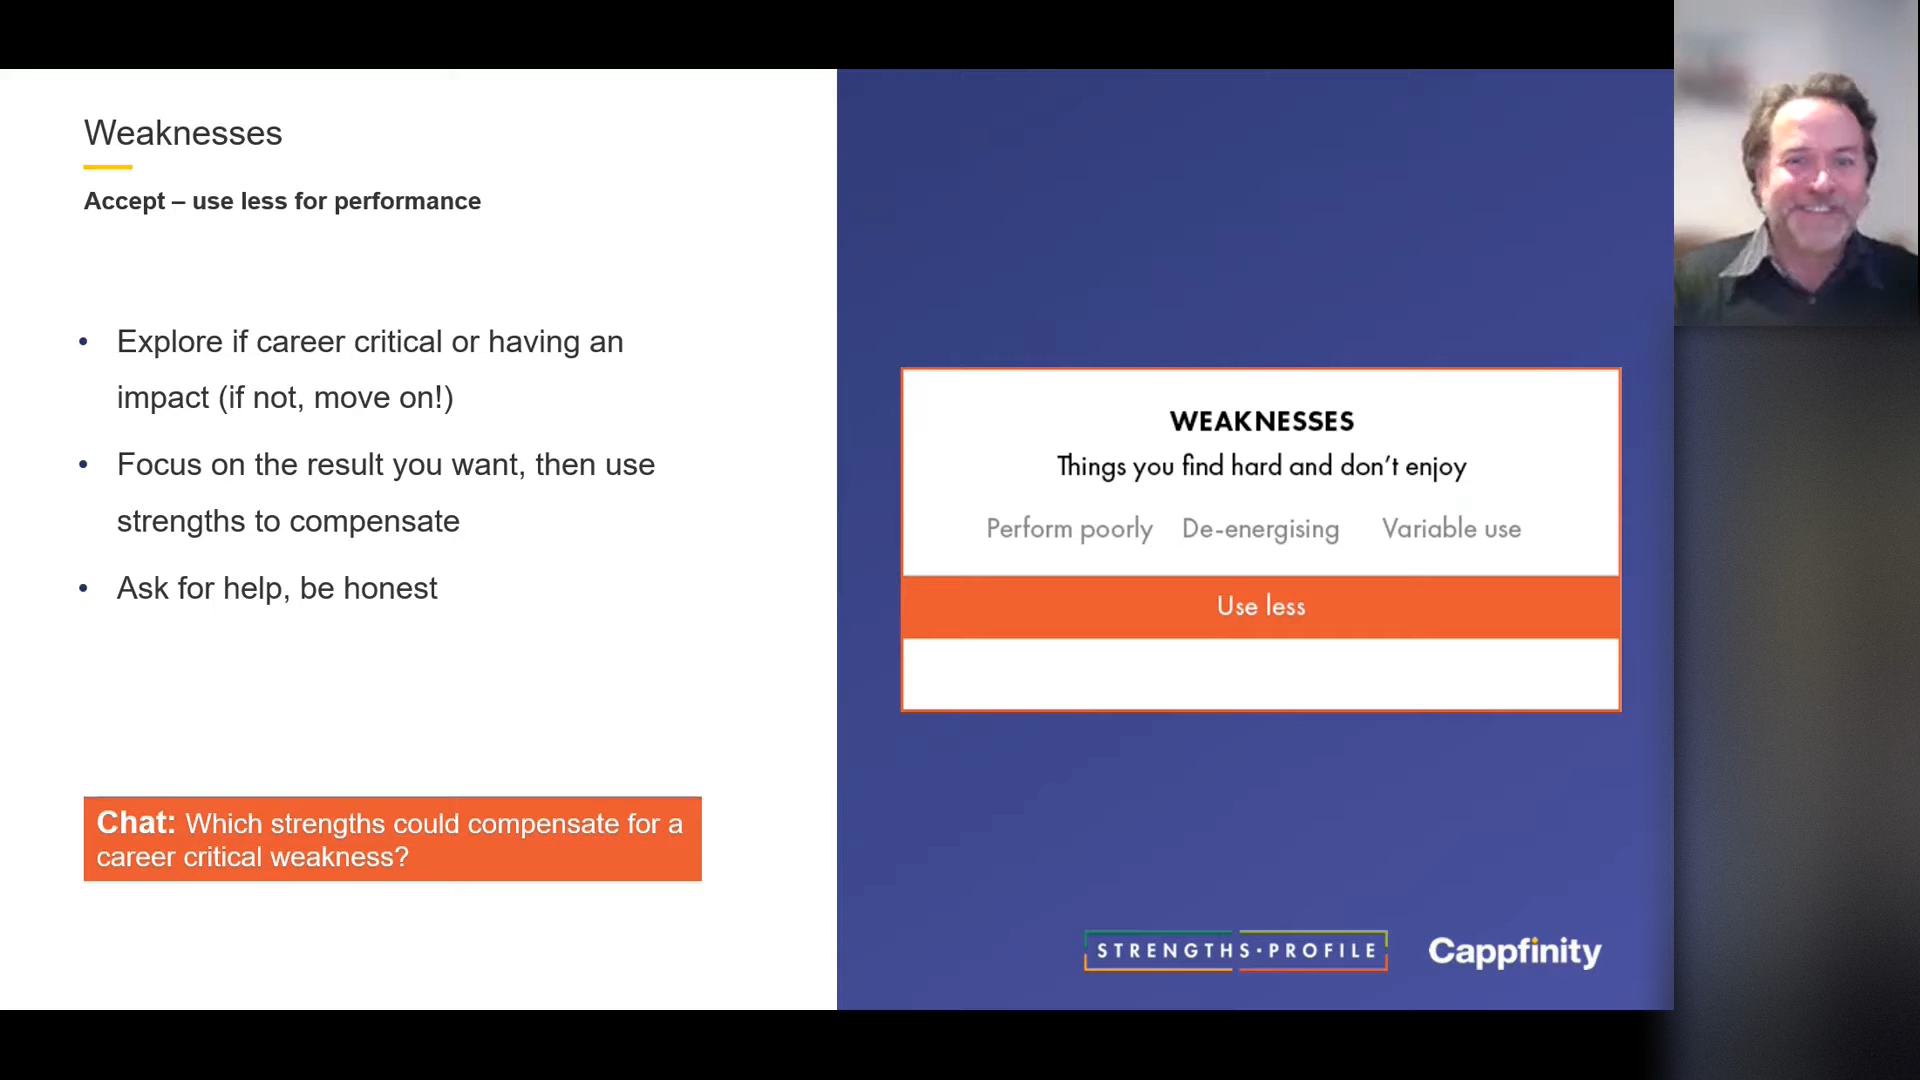 Weaknesses
Accept – use less for performance
• Explore if career critical or having an
impact (if not, move on!)
• Focus on the result you want, then use
strengths to compensate
• Ask for help, be honest
Chat: Which strengths could compensate for a
career critical weakness?
WEAKNESSES
Things you find hard and don't enjoy
Perform poorly De-energising Variable use
Use less
STRENGTHS·PROFILE
Cappfinity